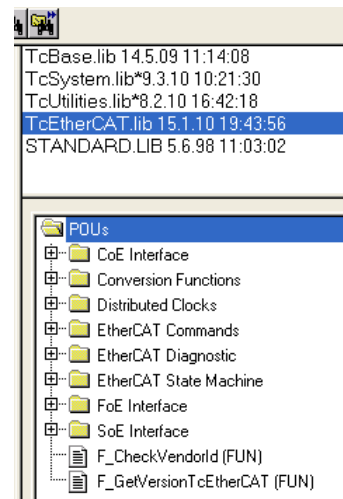 TcBase.lib 14.5.09 11:14:08
TcSystem.lib*9.3.10 10:21:30
TcUtilities.lib*8.2.10 16:42:18
TcEtherCAT.lib 15.1.10 19:43:56
STANDARD.LIB 5.6.98 11:03:02
POUs
CoE Interface
Conversion Functions
Distributed Clocks
EtherCAT Commands
EtherCAT Diagnostic
EtherCAT State Machine
FoE Interface
SoE Interface
F_CheckVendorId (FUN)
F_GetVersionTcEtherCAT (FUN)